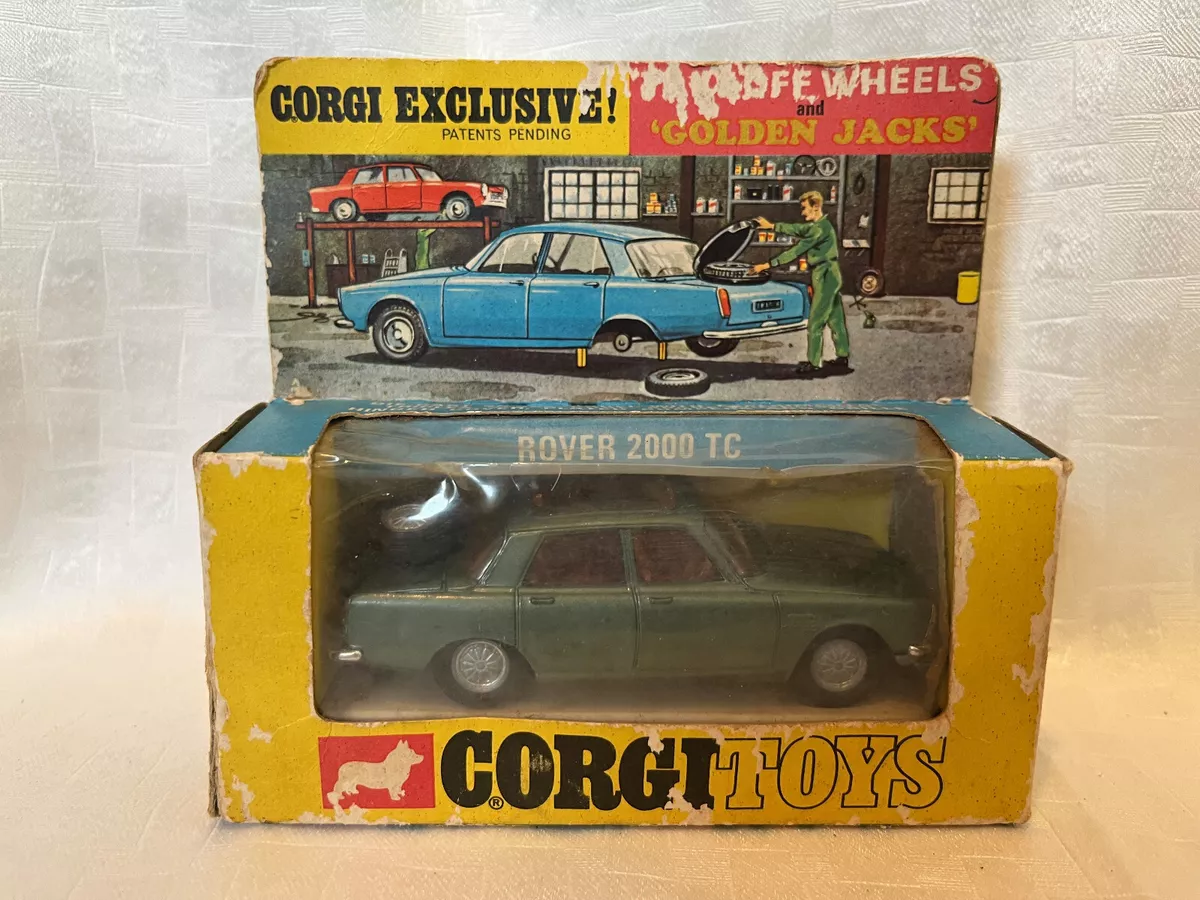 CORGI EXCLUSIVE!
PATENTS PENDING
WHEELS
and
'GOLDEN JACKS'
ROVER 2000 TC
CORGI TOYS
®